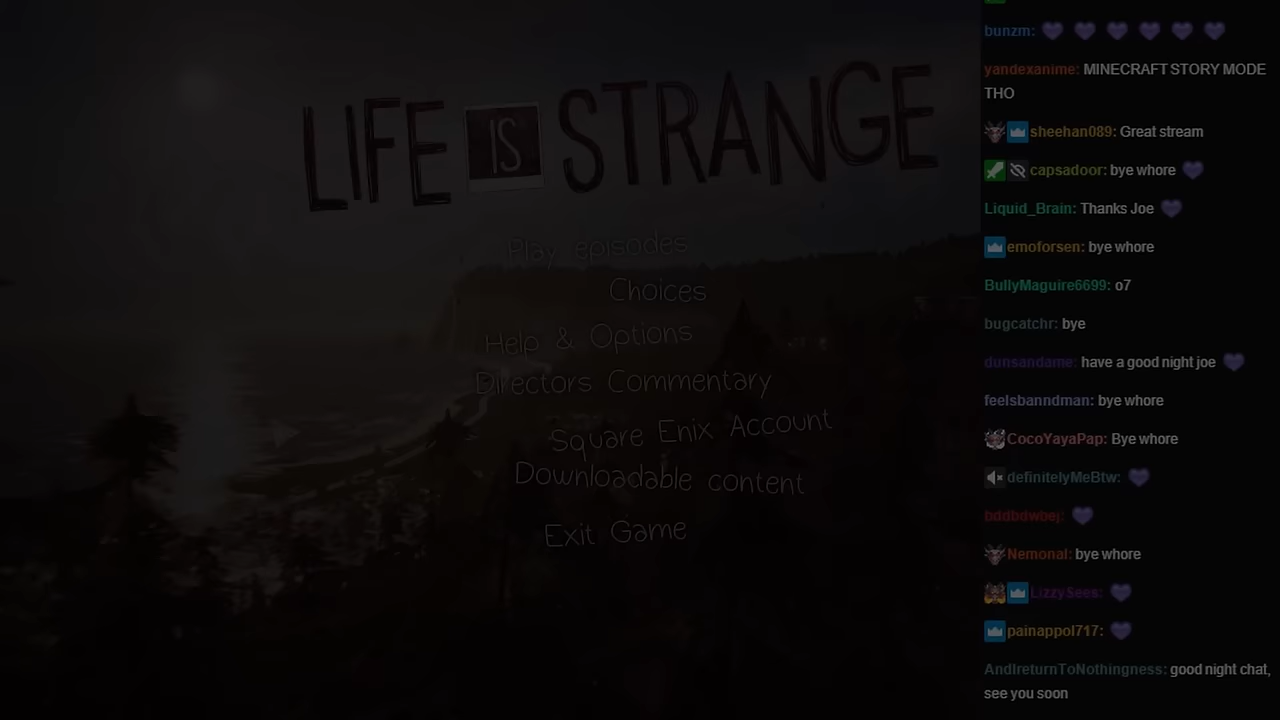 LIFE IS STRANGE
Play episodes
Choices
Help & Options
Directors Commentary
Square Enix Account
Downloadable content
Exit Game
bunzm:
yandexanime: MINECRAFT STORY MODE
THO
sheehan089: Great stream
capsadoor: bye whore
Liquid_Brain: Thanks Joe
emoforsen: bye whore
BullyMaguire6699: o7
bugcatchr: bye
dunsandame: have a good night joe
feelsbanndman: bye whore
CocoYayaPap: Bye whore
definitelyMeBtw:
bddbdwbej:
Nemonal: bye whore
LizzySees:
painappol717:
AndIreturnToNothingness: good night chat,
see you soon